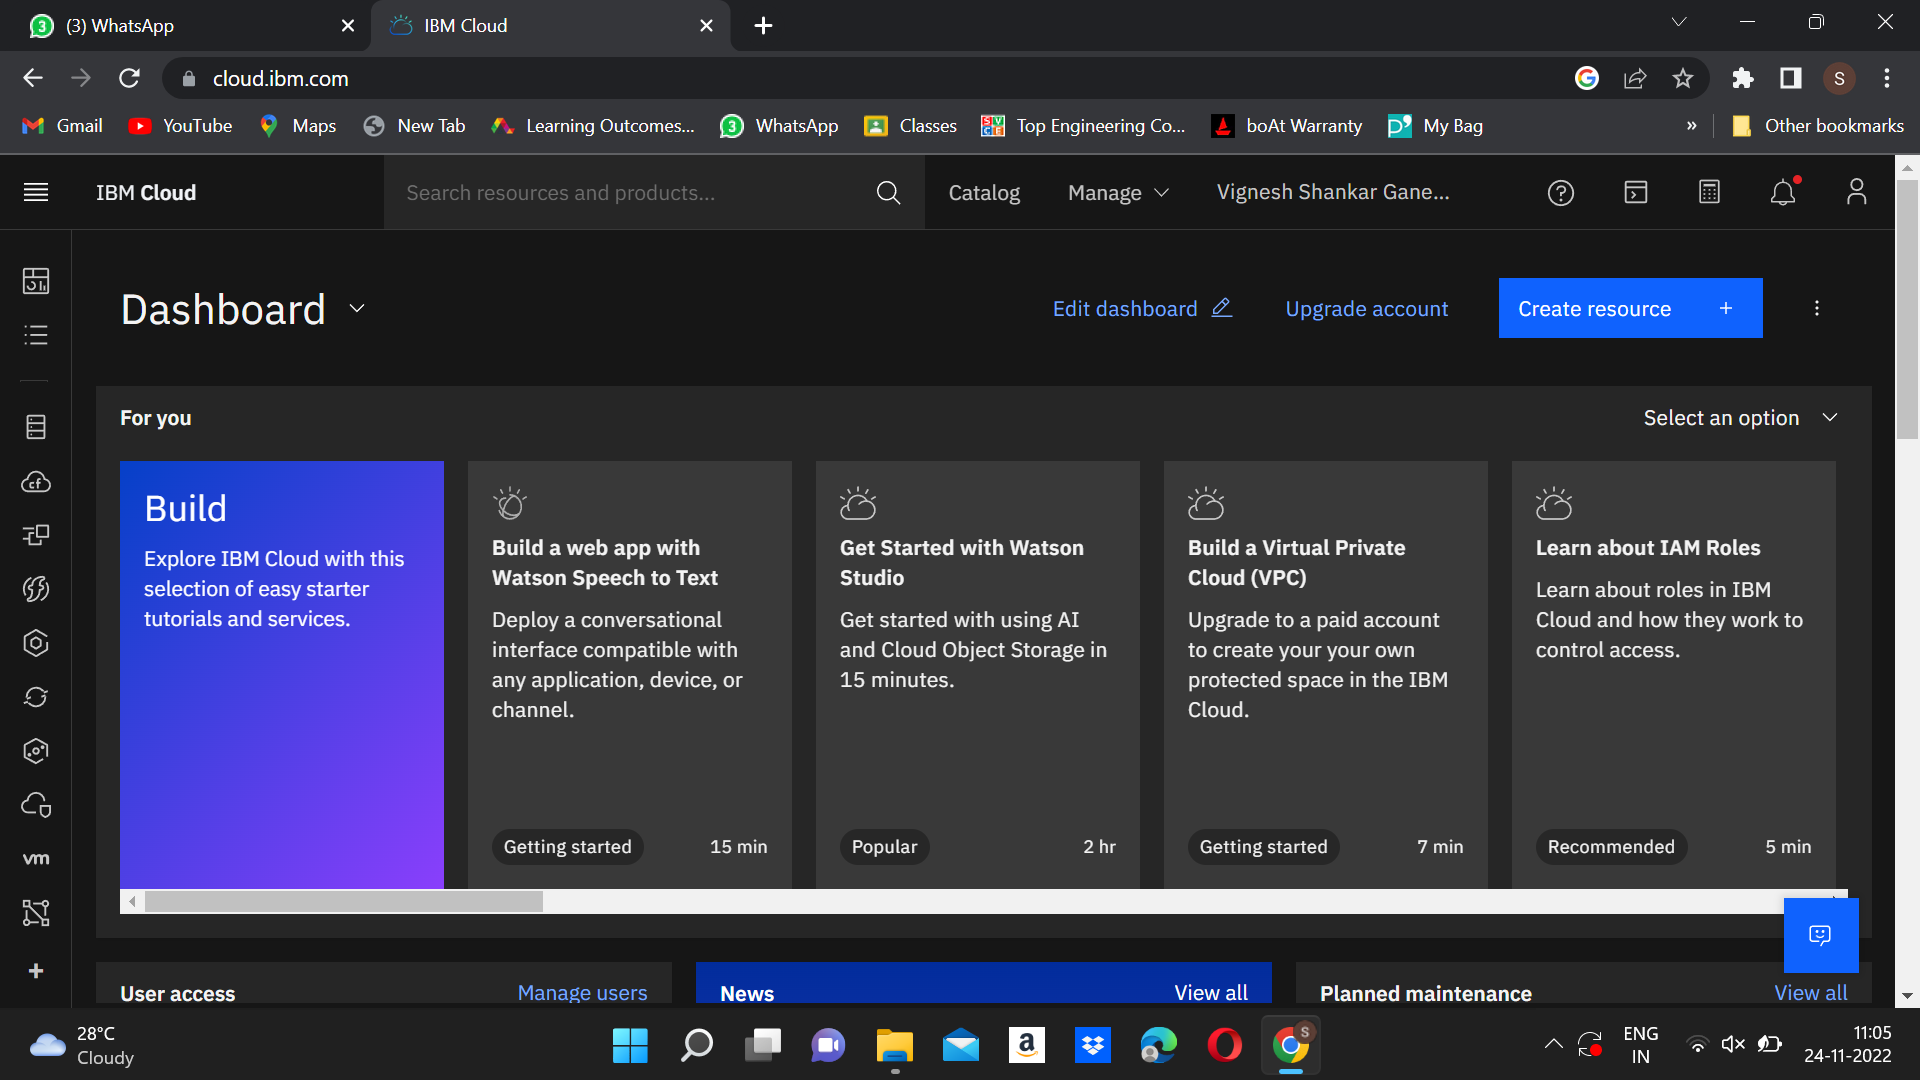 (3) WhatsApp
IBM Cloud
cloud.ibm.com
S
Gmail
YouTube
Maps
New Tab
Learning Outcomes...
3 WhatsApp
Classes
SVCE Top Engineering Co...
boAt Warranty
My Bag
»
Other bookmarks
IBM Cloud
Search resources and products...
Catalog
Manage
Vignesh Shankar Gane...
Dashboard
Edit dashboard
Upgrade account
Create resource +
For you
Select an option
Build
Explore IBM Cloud with this
selection of easy starter
tutorials and services.
Build a web app with
Watson Speech to Text
Deploy a conversational
interface compatible with
any application, device, or
channel.
Getting started
15 min
Get Started with Watson
Studio
Get started with using AI
and Cloud Object Storage in
15 minutes.
Popular
2 hr
Build a Virtual Private
Cloud (VPC)
Upgrade to a paid account
to create your your own
protected space in the IBM
Cloud.
Getting started
7 min
Learn about IAM Roles
Learn about roles in IBM
Cloud and how they work to
control access.
Recommended
5 min
cf
vm
User access
Manage users
News
View all
Planned maintenance
View all
28°C
Cloudy
a
S
ENG
IN
11:05
24-11-2022